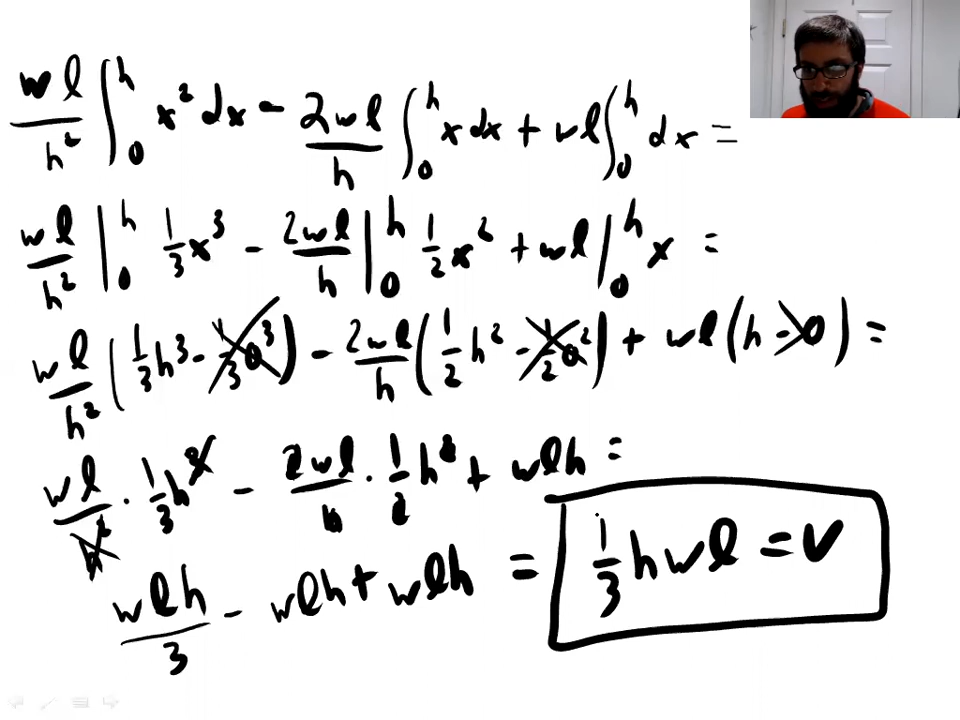 wl/h² ∫₀ʰ x² dx - 2wl/h ∫₀ʰ x dx + wl ∫₀ʰ dx =
wl/h² |₀ʰ 1/3 x³ - 2wl/h |₀ʰ 1/2 x² + wl |₀ʰ x =
wl/h² (1/3 h³ - 1/3 0³) - 2wl/h (1/2 h² - 1/2 0²) + wl (h - 0) =
wl/h² · 1/3 h³ - 2wl/h · 1/2 h² + wlh =
wlh/3 - wlh + wlh = 1/3 hwl = V